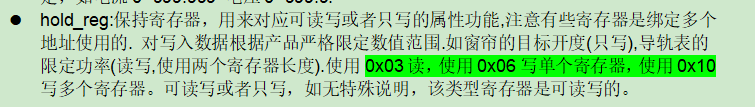 ● hold_reg:保持寄存器，用来对应可读写或者只写的属性功能,注意有些寄存器是绑定多个
地址使用的. 对写入数据根据产品严格限定数值范围.如窗帘的目标开度(只写),导轨表的
限定功率(读写,使用两个寄存器长度).使用 0x03 读，使用 0x06 写单个寄存器，使用 0x10
写多个寄存器。可读写或者只写，如无特殊说明，该类型寄存器是可读写的。